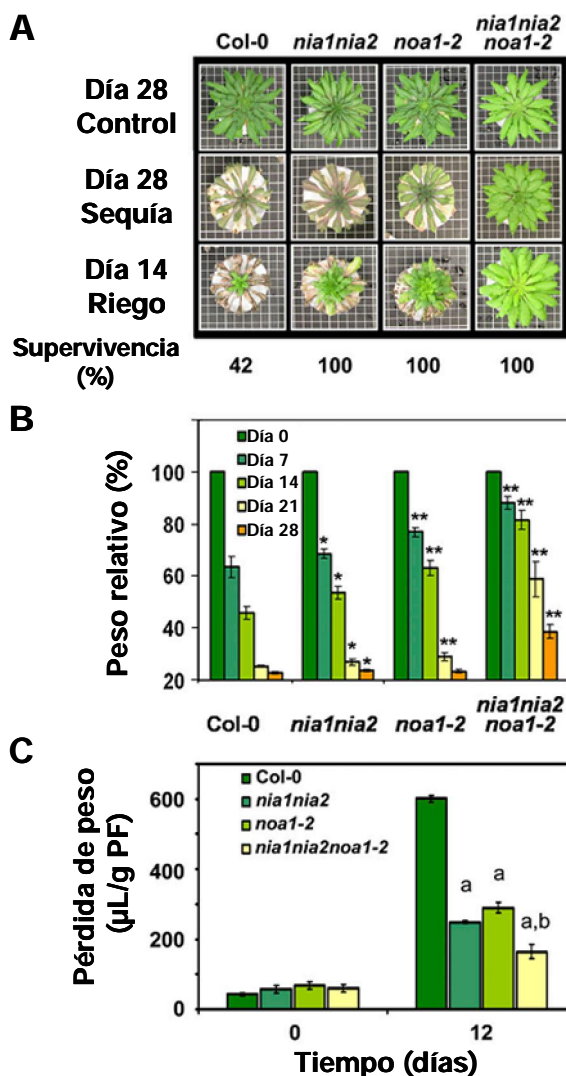 A
Col-0 nia1nia2 noa1-2 nia1nia2
noa1-2
Día 28
Control
Día 28
Sequía
Día 14
Riego
Supervivencia
(%)
42 100 100 100
B
Peso relativo (%)
100
80
60
40
20
Día 0
Día 7
Día 14
Día 21
Día 28
** ** ** **
* * * *
** ** **
Col-0 nia1nia2 noa1-2 nia1nia2
noa1-2
C
Pérdida de peso
(µL/g PF)
600
400
200
0
Col-0
nia1nia2
noa1-2
nia1nia2noa1-2
a a a,b
0 12
Tiempo (días)